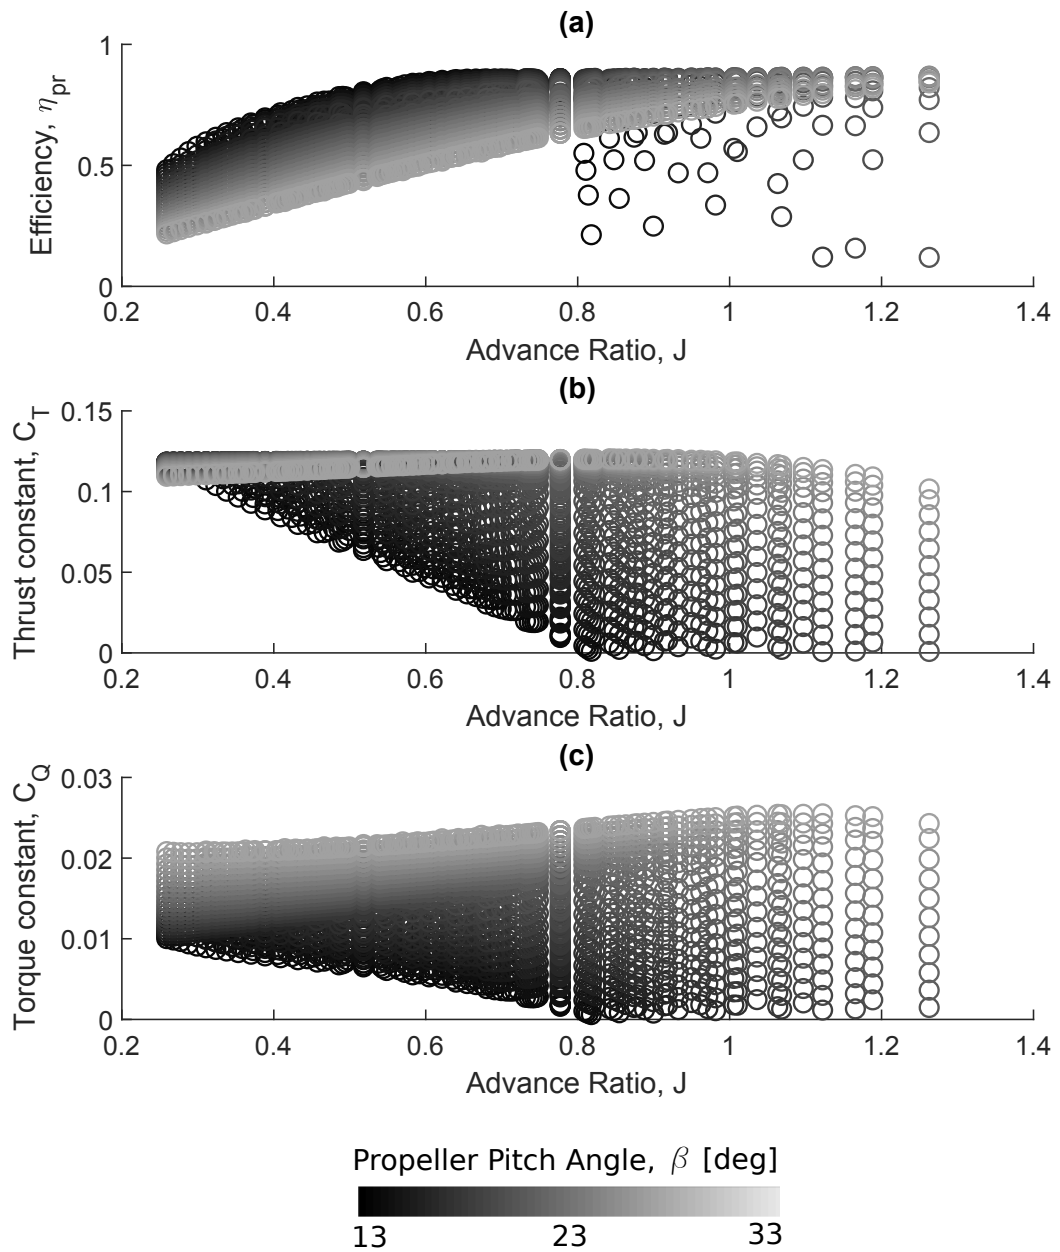 (a)
1
0.5
0
Efficiency, η_pr
0.2 0.4 0.6 0.8 1 1.2 1.4
Advance Ratio, J
(b)
0.15
0.1
0.05
0
Thrust constant, C_T
0.2 0.4 0.6 0.8 1 1.2 1.4
Advance Ratio, J
(c)
0.03
0.02
0.01
0
Torque constant, C_Q
0.2 0.4 0.6 0.8 1 1.2 1.4
Advance Ratio, J
Propeller Pitch Angle, β [deg]
13 23 33